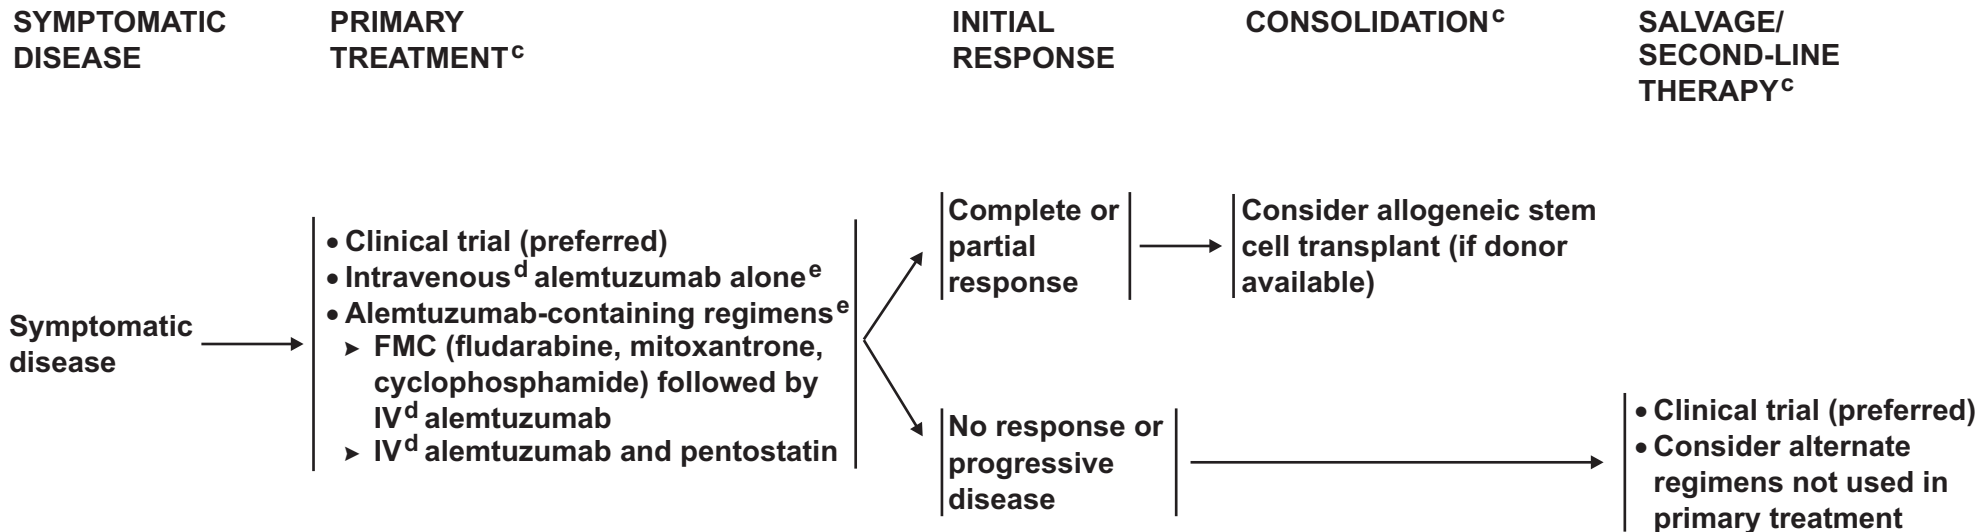 SYMPTOMATIC
DISEASE
PRIMARY
TREATMENTc
INITIAL
RESPONSE
CONSOLIDATIONc
SALVAGE/
SECOND-LINE
THERAPYc
Symptomatic
disease
• Clinical trial (preferred)
• Intravenousd alemtuzumab alonee
• Alemtuzumab-containing regimense
➤ FMC (fludarabine, mitoxantrone,
cyclophosphamide) followed by
IVd alemtuzumab
➤ IVd alemtuzumab and pentostatin
Complete or
partial
response
Consider allogeneic stem
cell transplant (if donor
available)
No response or
progressive
disease
• Clinical trial (preferred)
• Consider alternate
regimens not used in
primary treatment